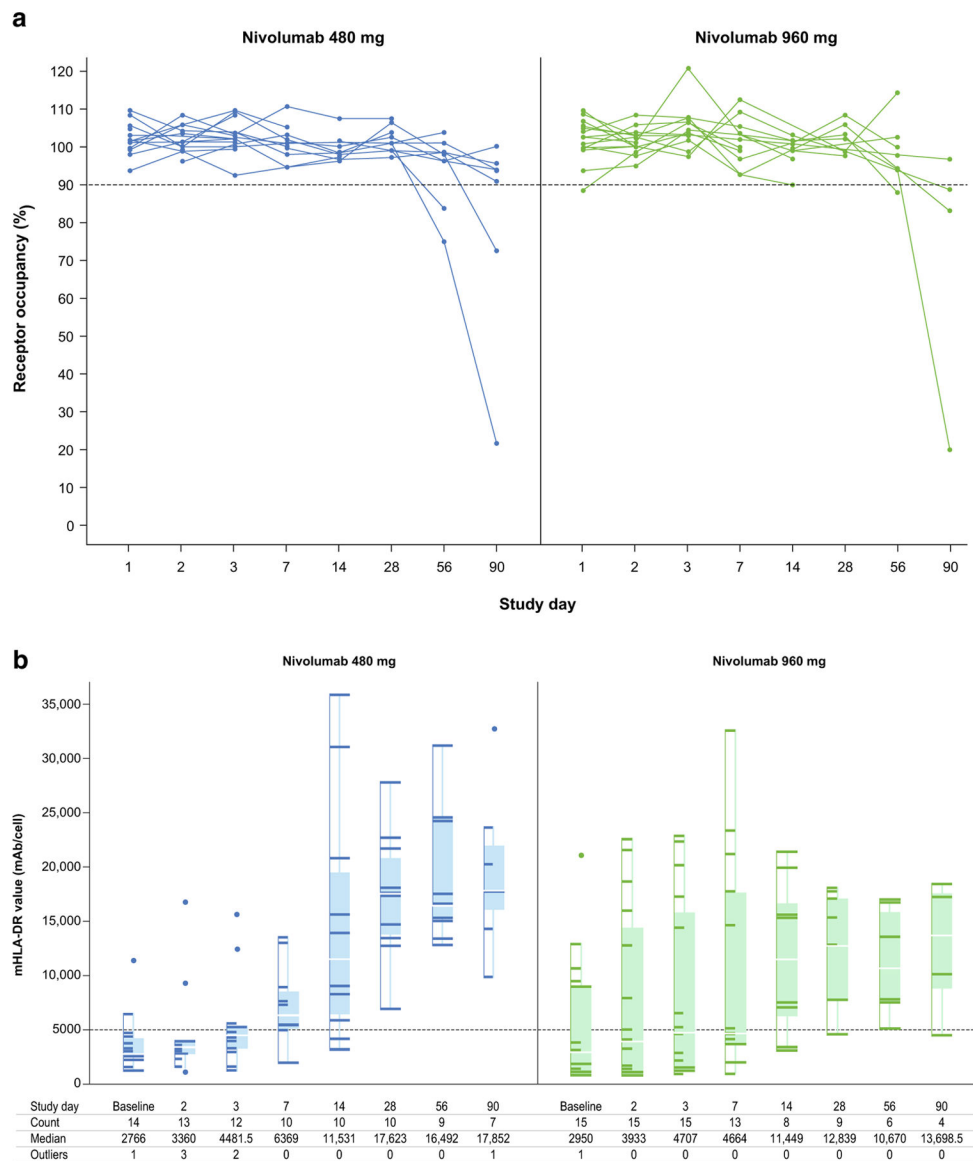 a
Nivolumab 480 mg
Nivolumab 960 mg
Receptor occupancy (%)
120
110
100
90
80
70
60
50
40
30
20
10
0
1 2 3 7 14 28 56 90 1 2 3 7 14 28 56 90
Study day
b
Nivolumab 480 mg
Nivolumab 960 mg
mHLA-DR value (mAb/cell)
35,000
30,000
25,000
20,000
15,000
10,000
5000
0
Study day Baseline 2 3 7 14 28 56 90 Baseline 2 3 7 14 28 56 90
Count 14 13 12 10 10 10 9 7 15 15 15 13 8 9 6 4
Median 2766 3360 4481.5 6369 11,531 17,623 16,492 17,852 2950 3933 4707 4664 11,449 12,839 10,670 13,698.5
Outliers 1 3 2 0 0 0 0 1 1 0 0 0 0 0 0 0